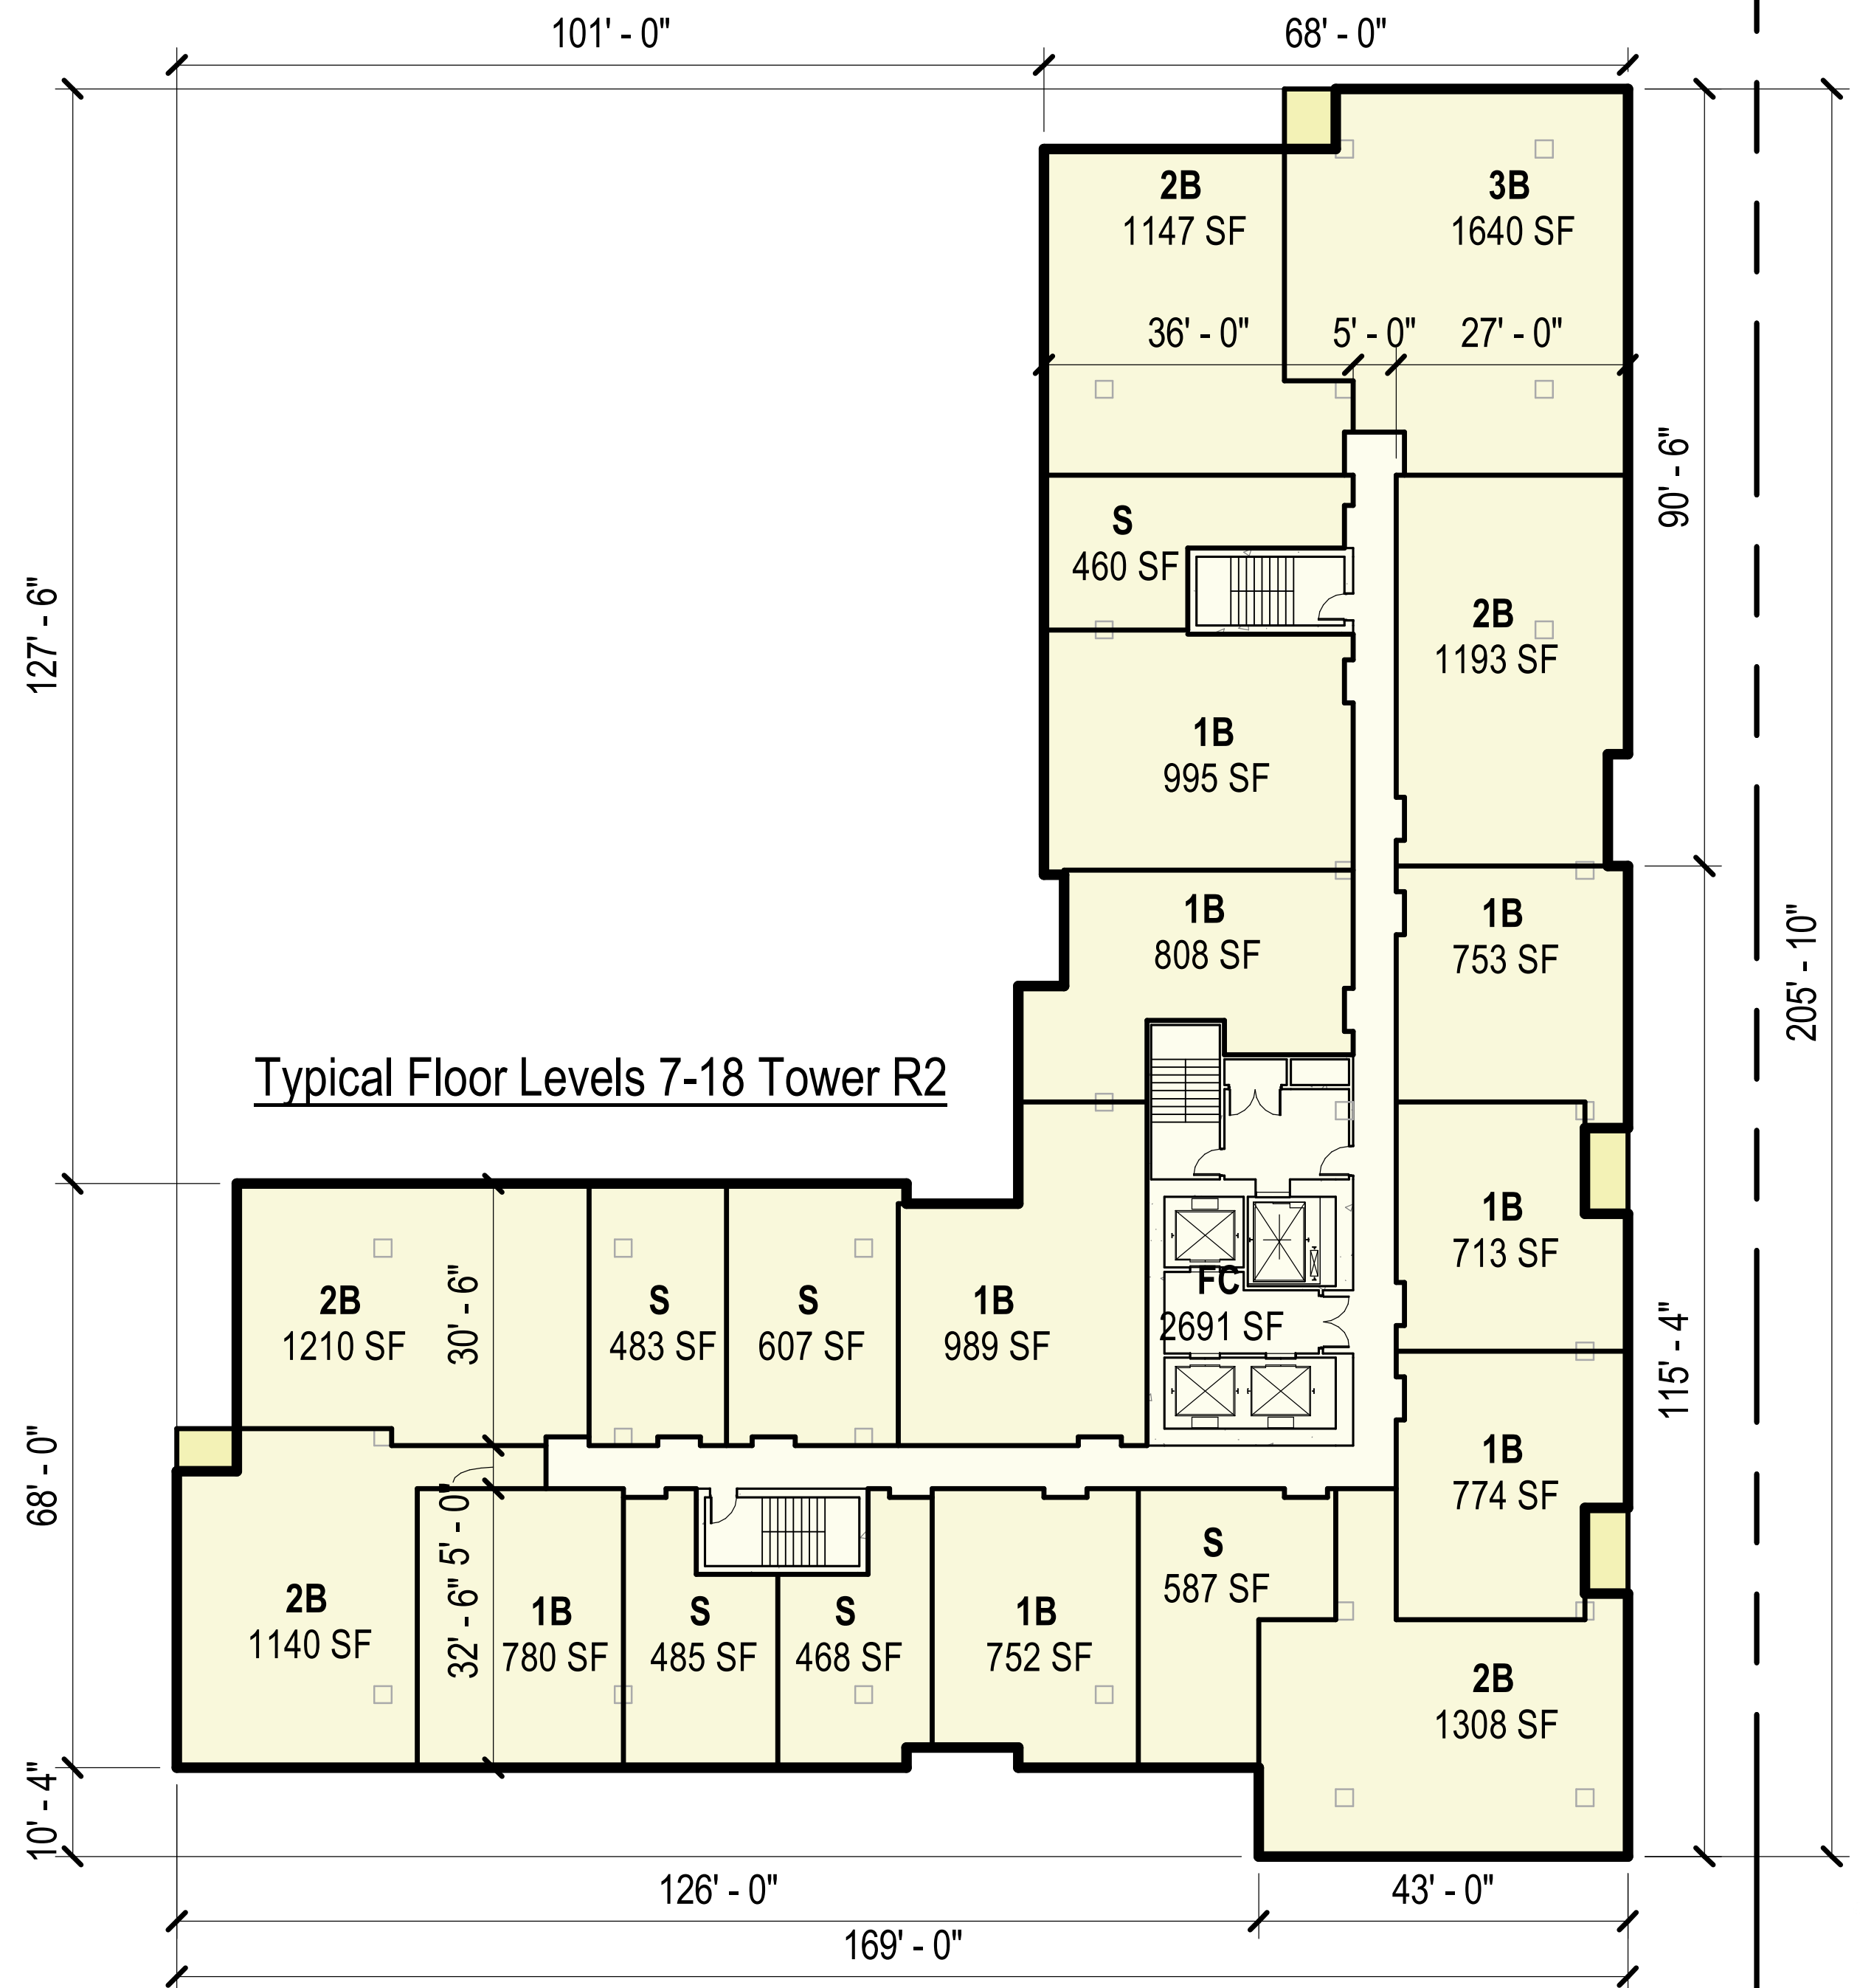 101' - 0"
68' - 0"
2B
1147 SF
3B
1640 SF
36' - 0"
5' - 0"
27' - 0"
90' - 6"
S
460 SF
127' - 6"
2B
1193 SF
1B
995 SF
1B
808 SF
1B
753 SF
205' - 10"
Typical Floor Levels 7-18 Tower R2
1B
713 SF
2B
1210 SF
30' - 6"
S
483 SF
S
607 SF
1B
989 SF
FC
2691 SF
115' - 4"
68' - 0"
1B
774 SF
5' - 0"
S
587 SF
2B
1140 SF
32' - 6"
1B
780 SF
S
485 SF
S
468 SF
1B
752 SF
2B
1308 SF
10' - 4"
126' - 0"
43' - 0"
169' - 0"